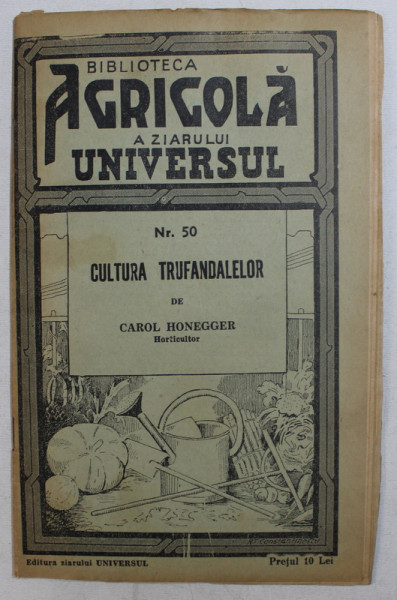 BIBLIOTECA
AGRICOLĂ
A ZIARULUI
UNIVERSUL
Nr. 50
CULTURA TRUFANDALELOR
DE
CAROL HONEGGER
Horticultor
Editura ziarului UNIVERSUL
Prețul 10 Lei